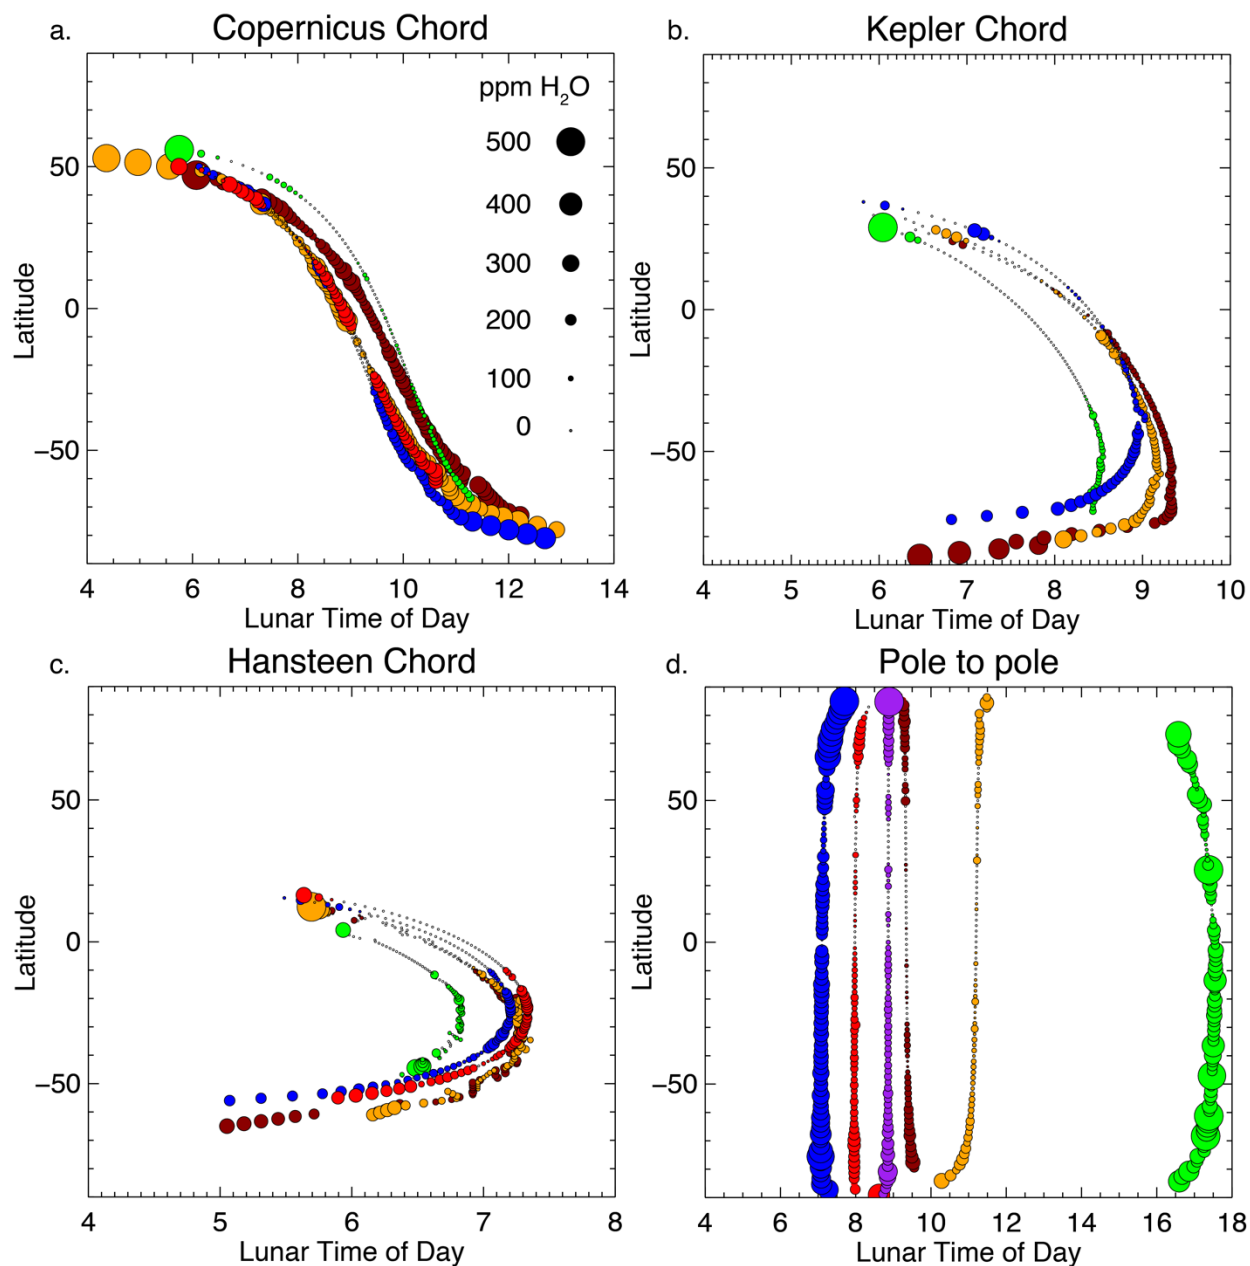 a. Copernicus Chord
ppm H₂O
500
400
300
200
100
0
50
0
−50
Latitude
4 6 8 10 12 14
Lunar Time of Day
b. Kepler Chord
50
0
−50
Latitude
4 5 6 7 8 9 10
Lunar Time of Day
c. Hansteen Chord
50
0
−50
Latitude
4 5 6 7 8
Lunar Time of Day
d. Pole to pole
50
0
−50
Latitude
4 6 8 10 12 14 16 18
Lunar Time of Day